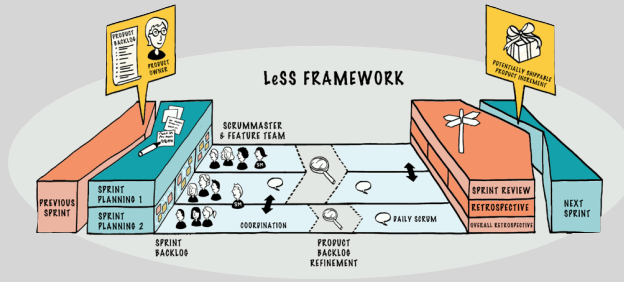 PRODUCT
BACKLOG
PRODUCT
OWNER
LeSS FRAMEWORK
POTENTIALLY SHIPPABLE
PRODUCT INCREMENT
SCRUMMASTER
& FEATURE TEAM
SM
SM
PREVIOUS
SPRINT
SPRINT
PLANNING 1
SPRINT
PLANNING 2
SPRINT
BACKLOG
COORDINATION
PRODUCT
BACKLOG
REFINEMENT
DAILY SCRUM
SPRINT REVIEW
RETROSPECTIVE
OVERALL RETROSPECTIVE
NEXT
SPRINT